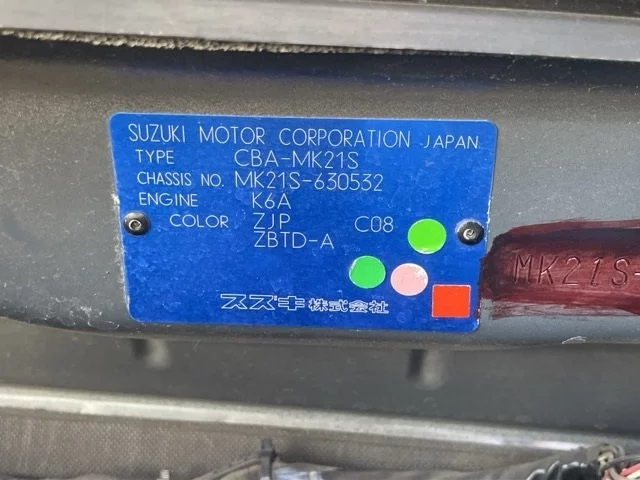 SUZUKI MOTOR CORPORATION JAPAN
TYPE CBA-MK21S
CHASSIS NO. MK21S-630532
ENGINE K6A
COLOR ZJP C08
ZBTD-A
スズキ株式会社
MK21S-